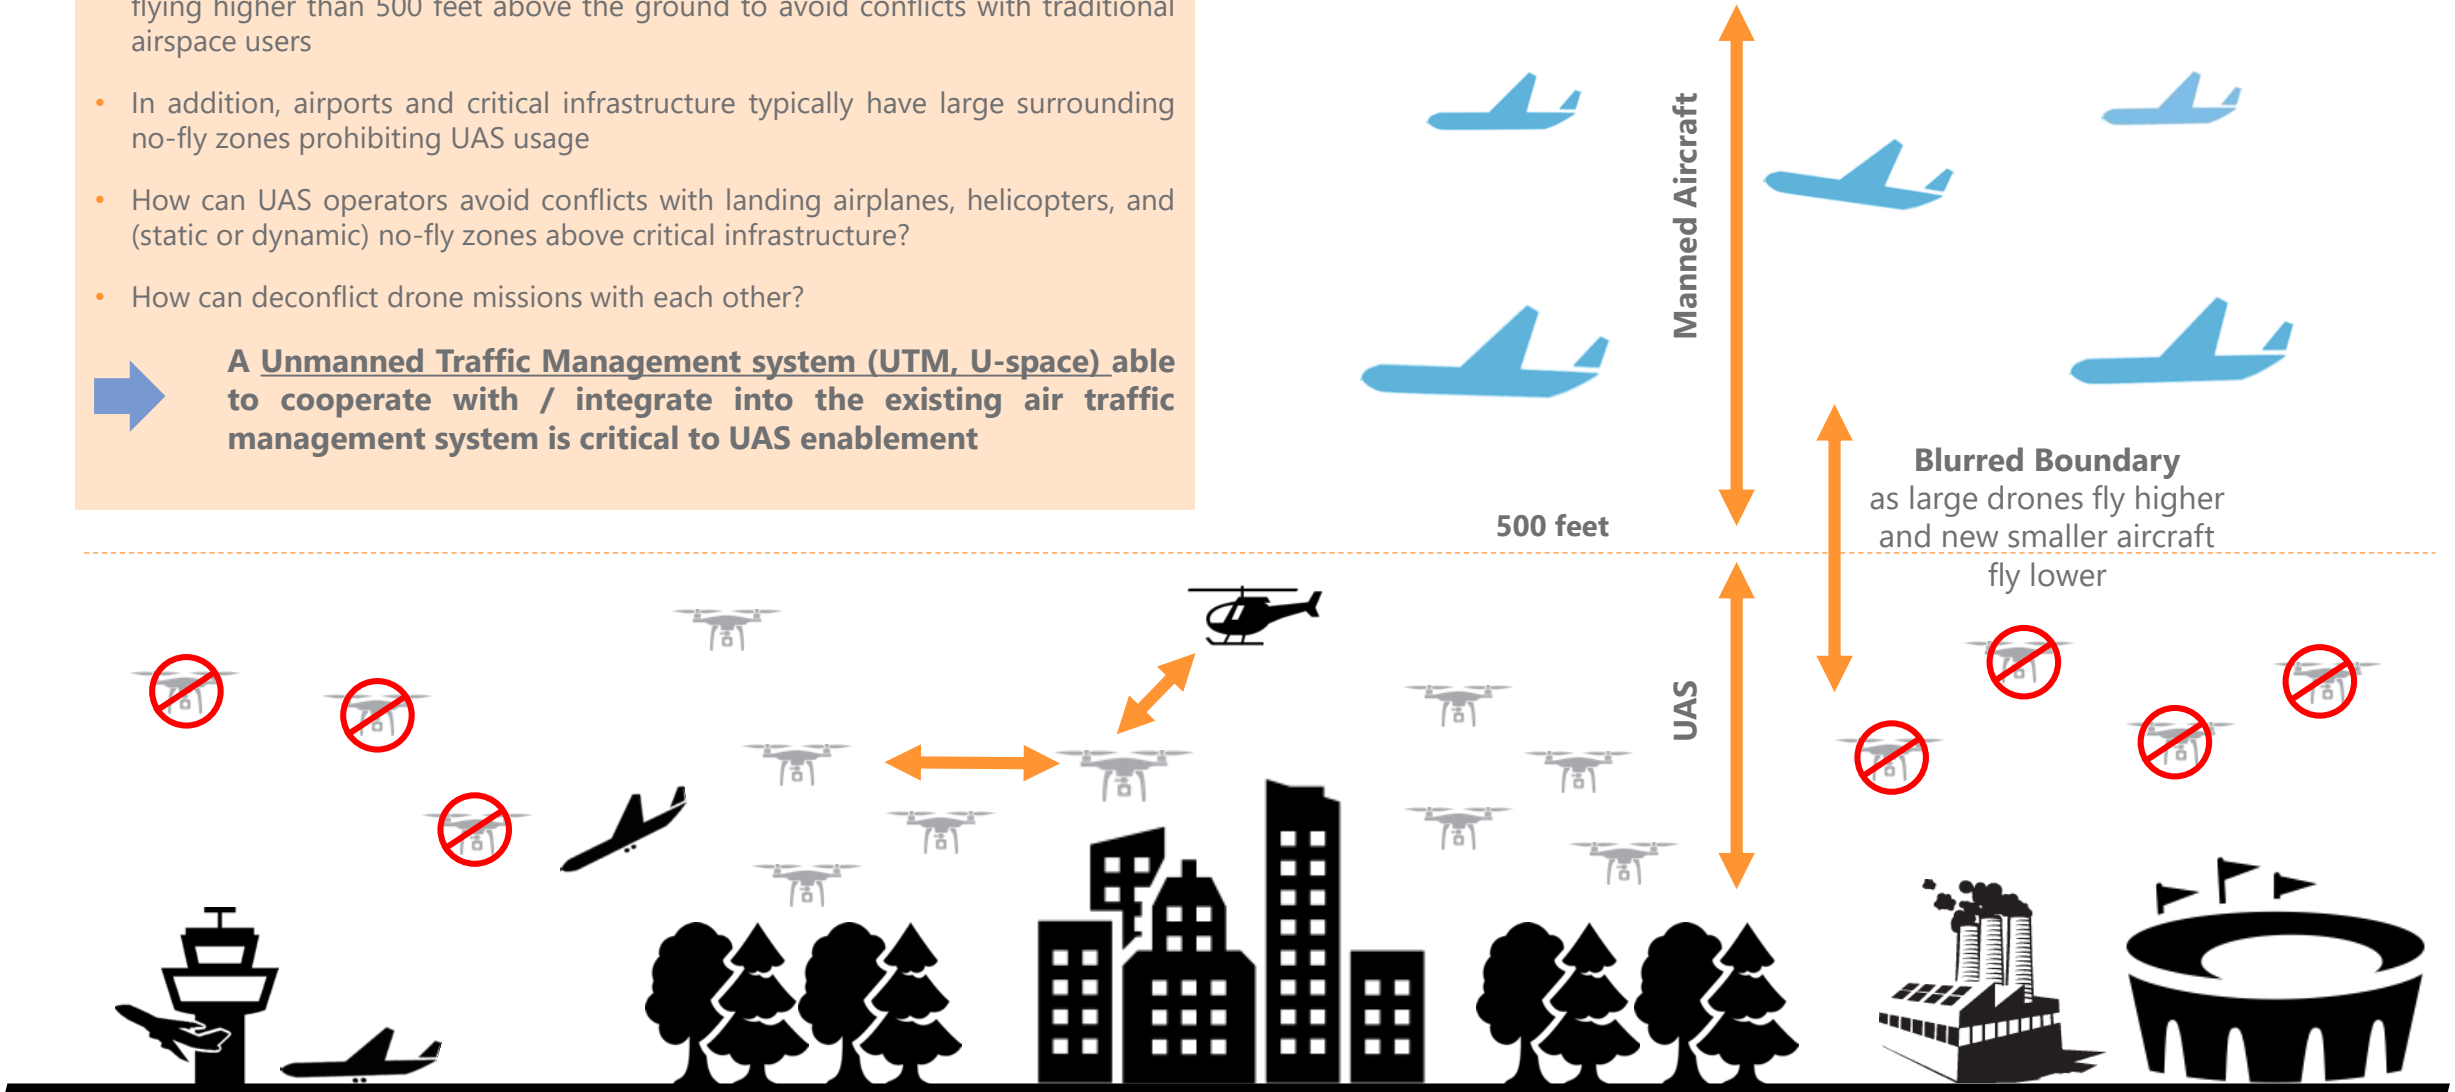 flying higher than 500 feet above the ground to avoid conflicts with traditional
airspace users
• In addition, airports and critical infrastructure typically have large surrounding
no-fly zones prohibiting UAS usage
• How can UAS operators avoid conflicts with landing airplanes, helicopters, and
(static or dynamic) no-fly zones above critical infrastructure?
• How can deconflict drone missions with each other?
A Unmanned Traffic Management system (UTM, U-space) able
to cooperate with / integrate into the existing air traffic
management system is critical to UAS enablement
Manned Aircraft
Blurred Boundary
as large drones fly higher
and new smaller aircraft
fly lower
500 feet
UAS